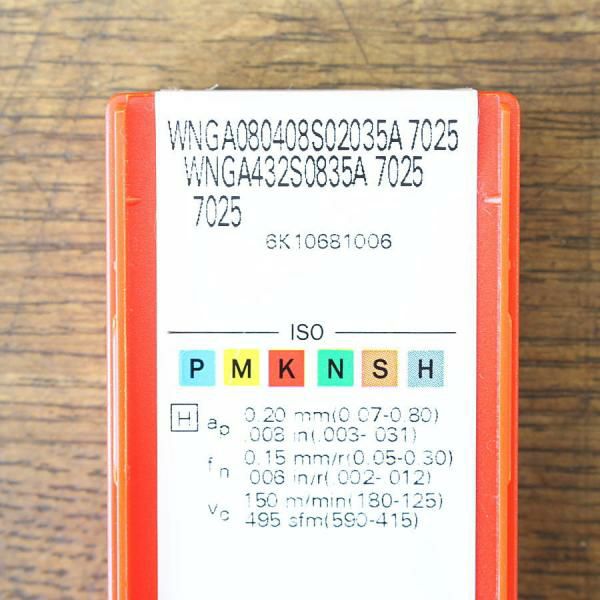 WNGA080408S02035A 7025
WNGA432S0835A 7025
7025
6K10681006
ISO
P M K N S H
H ap 0.20 mm(0.07-0.80)
.008 in(.003-.031)
fn 0.15 mm/r(0.05-0.30)
.006 in/r(.002-.012)
vc 150 m/min(180-125)
495 sfm(590-415)